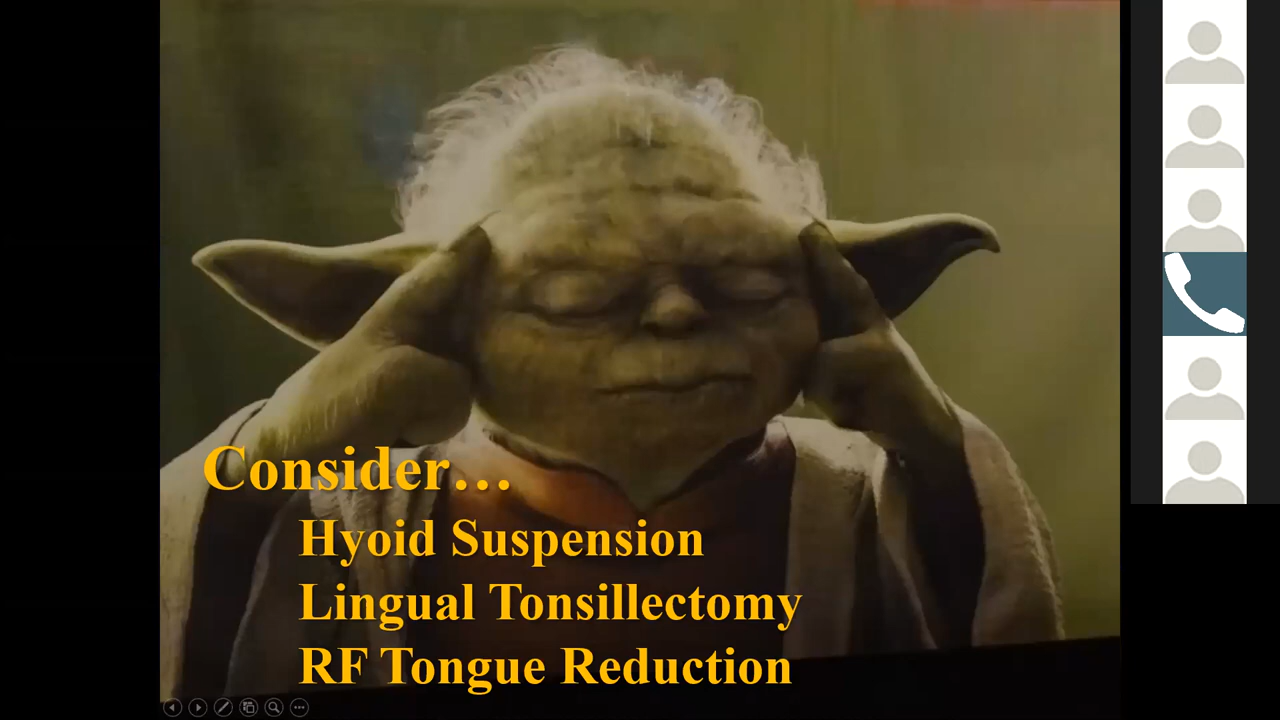 Consider…
Hyoid Suspension
Lingual Tonsillectomy
RF Tongue Reduction